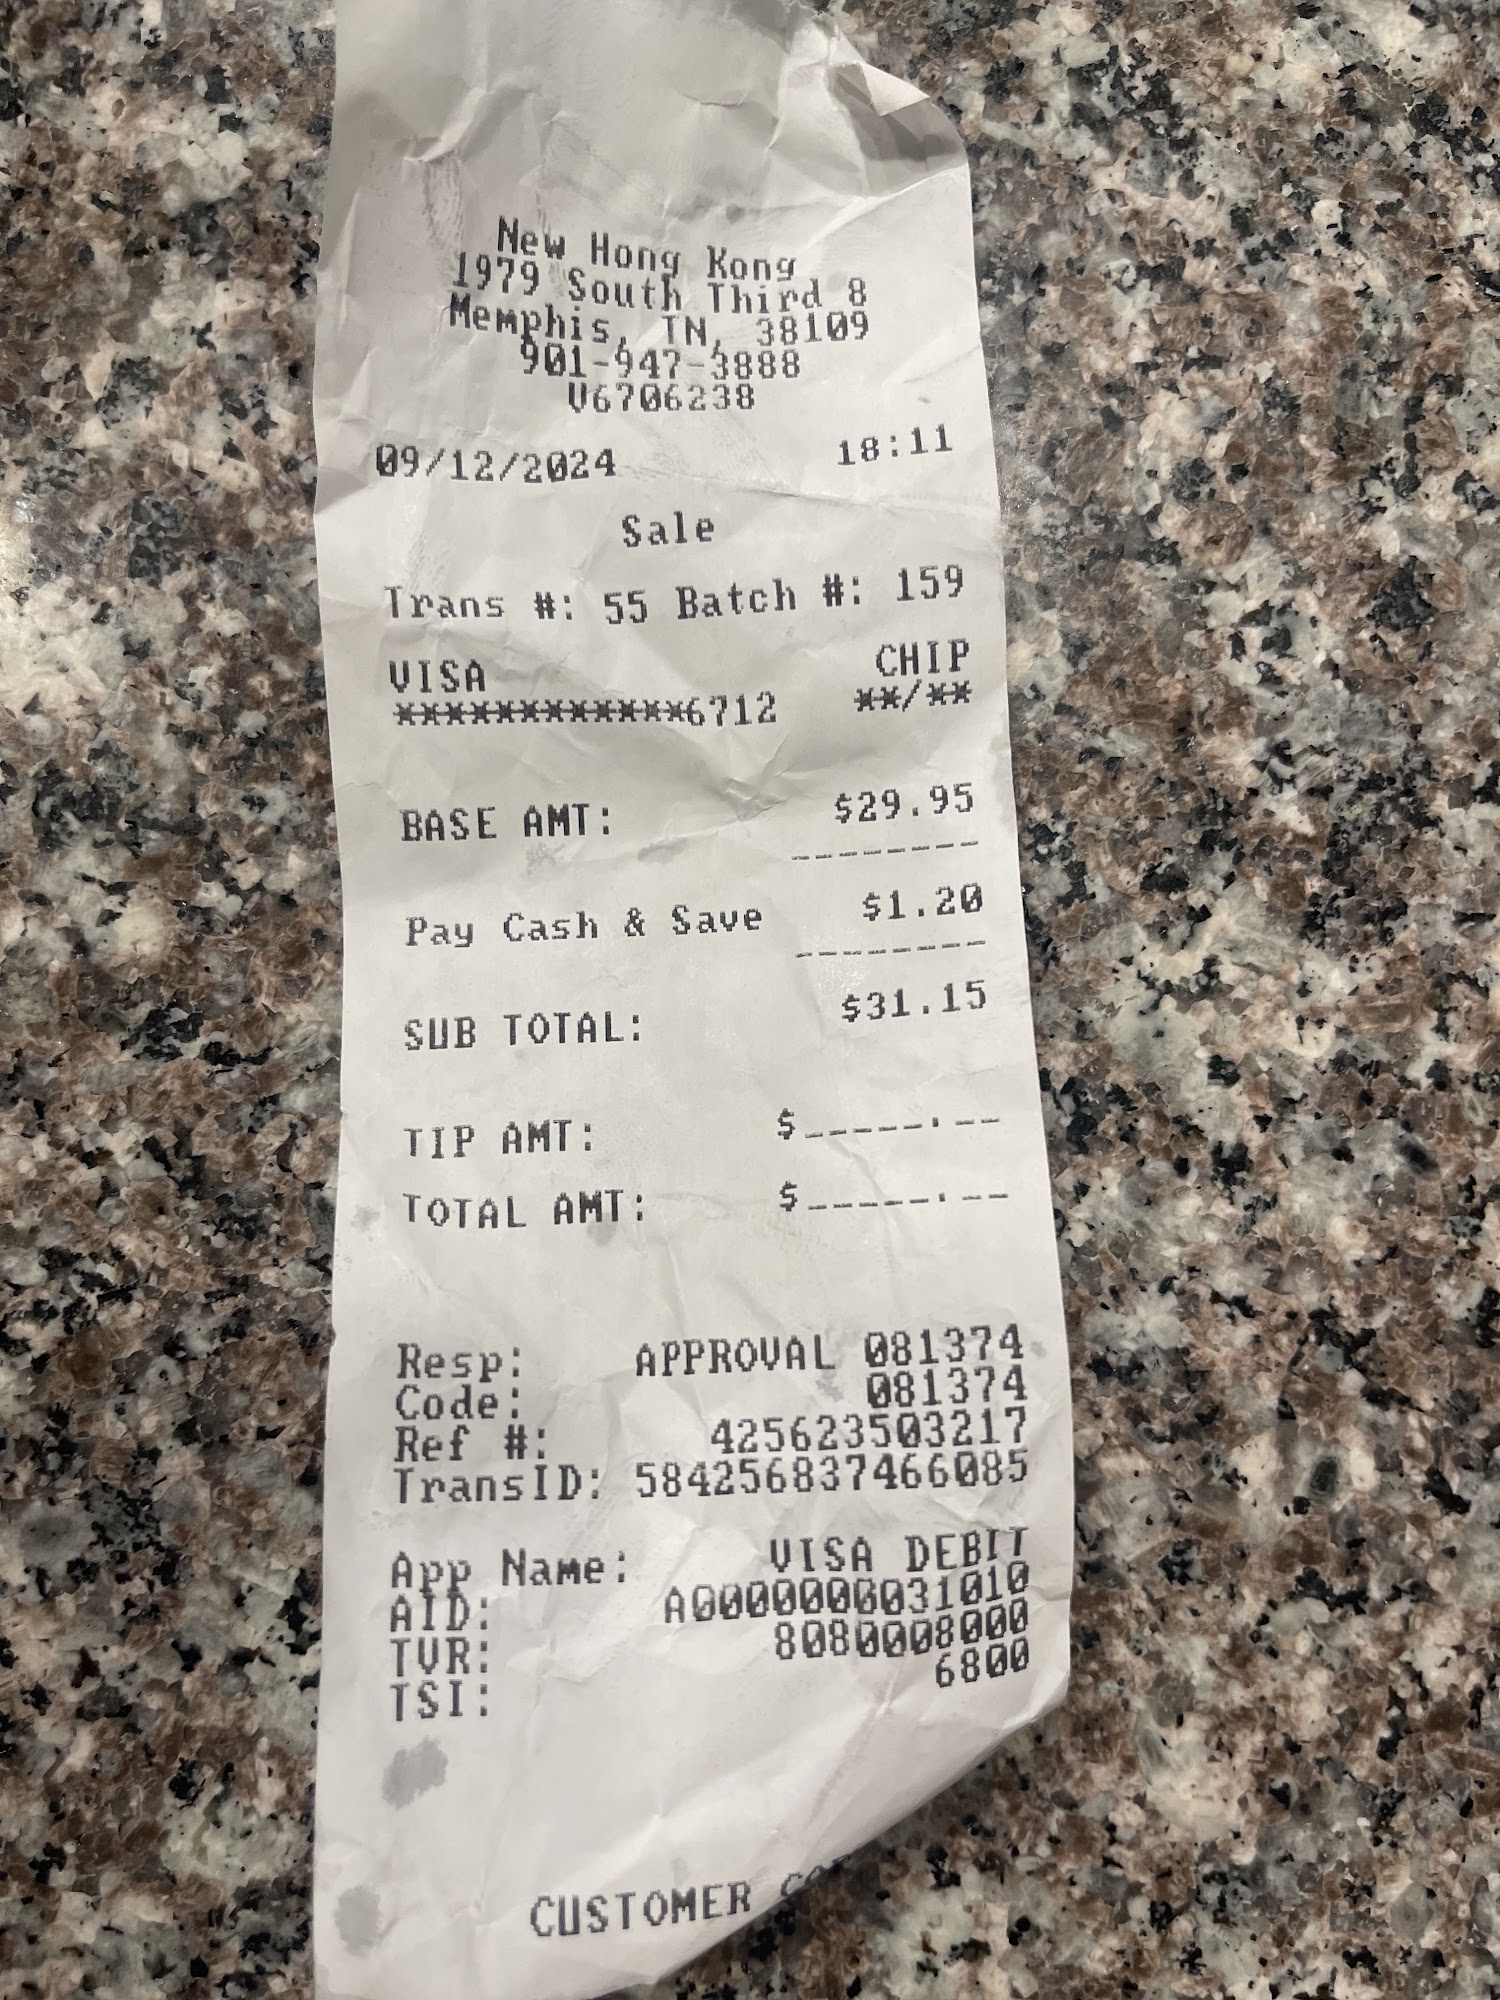 New Hong Kong
1979 South Third 8
Memphis, TN, 38109
901-947-3888
V6706238
09/12/2024 18:11
Sale
Trans #: 55 Batch #: 159
VISA CHIP
************6712 **/**
BASE AMT: $29.95
--------
Pay Cash & Save $1.20
--------
SUB TOTAL: $31.15
TIP AMT: $_____.__
TOTAL AMT: $_____.__
Resp: APPROVAL 081374
Code: 081374
Ref #: 425623503217
TransID: 584256837466085
App Name: VISA DEBIT
AID: A0000000031010
TVR: 8080008000
TSI: 6800
CUSTOMER